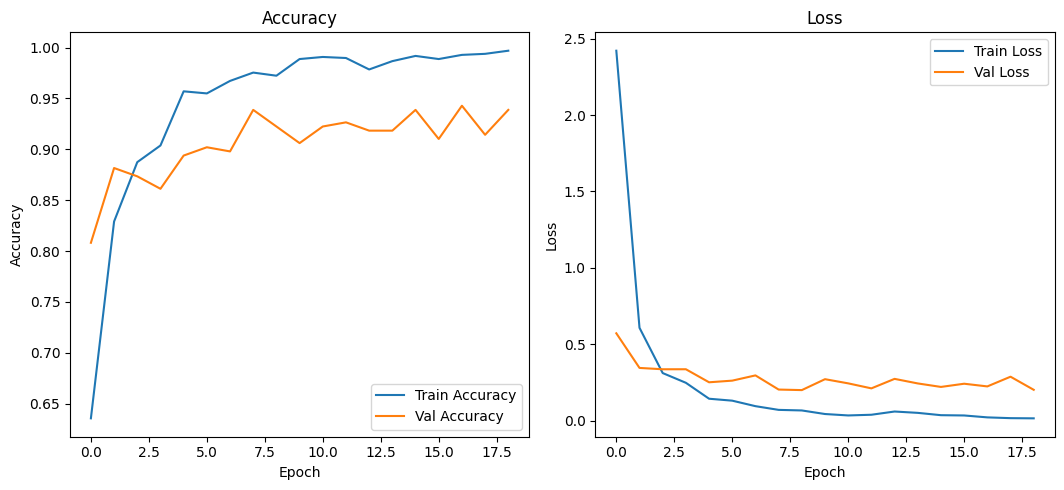 Accuracy
1.00
0.95
0.90
0.85
0.80
0.75
0.70
0.65
Accuracy
Train Accuracy
Val Accuracy
0.0 2.5 5.0 7.5 10.0 12.5 15.0 17.5
Epoch
Loss
2.5
2.0
1.5
1.0
0.5
0.0
Loss
Train Loss
Val Loss
0.0 2.5 5.0 7.5 10.0 12.5 15.0 17.5
Epoch